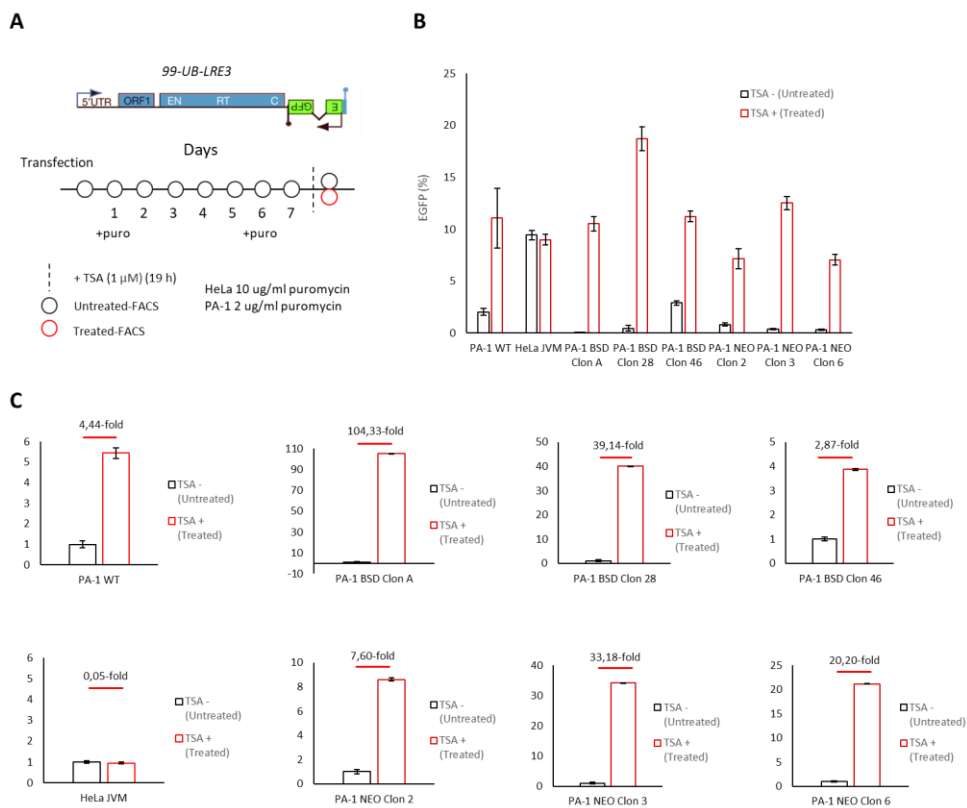 A
99-UB-LRE3
5'UTR ORF1 EN RT C GFP E
Days
Transfection
1 2 3 4 5 6 7
+puro +puro
+ TSA (1 µM) (19 h)
Untreated-FACS
Treated-FACS
HeLa 10 ug/ml puromycin
PA-1 2 ug/ml puromycin
B
25
20
15
10
5
0
EGFP (%)
TSA - (Untreated)
TSA + (Treated)
PA-1 WT
HeLa JVM
PA-1 BSD
Clon A
PA-1 BSD
Clon 28
PA-1 BSD
Clon 46
PA-1 NEO
Clon 2
PA-1 NEO
Clon 3
PA-1 NEO
Clon 6
C
4,44-fold
6
5
4
3
2
1
0
TSA -
(Untreated)
TSA +
(Treated)
PA-1 WT
104,33-fold
110
90
70
50
30
10
-10
TSA -
(Untreated)
TSA +
(Treated)
PA-1 BSD Clon A
39,14-fold
50
40
30
20
10
0
TSA -
(Untreated)
TSA +
(Treated)
PA-1 BSD Clon 28
2,87-fold
5
4
3
2
1
0
TSA -
(Untreated)
TSA +
(Treated)
PA-1 BSD Clon 46
0,05-fold
6
5
4
3
2
1
0
TSA -
(Untreated)
TSA +
(Treated)
HeLa JVM
7,60-fold
10
8
6
4
2
0
TSA -
(Untreated)
TSA +
(Treated)
PA-1 NEO Clon 2
33,18-fold
40
30
20
10
0
TSA -
(Untreated)
TSA +
(Treated)
PA-1 NEO Clon 3
20,20-fold
25
20
15
10
5
0
TSA -
(Untreated)
TSA +
(Treated)
PA-1 NEO Clon 6